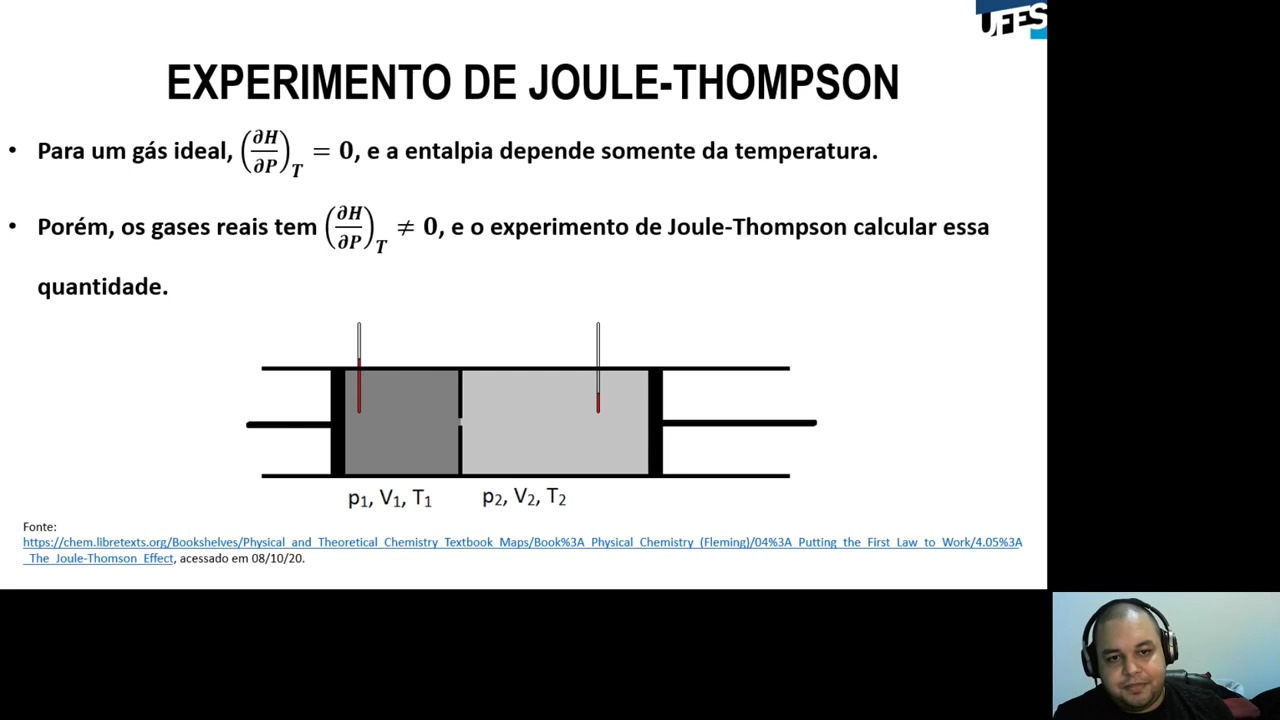 UFES
EXPERIMENTO DE JOULE-THOMPSON
• Para um gás ideal, (∂H/∂P)_T = 0, e a entalpia depende somente da temperatura.
• Porém, os gases reais tem (∂H/∂P)_T ≠ 0, e o experimento de Joule-Thompson calcular essa
quantidade.
p₁, V₁, T₁ p₂, V₂, T₂
Fonte:
https://chem.libretexts.org/Bookshelves/Physical_and_Theoretical_Chemistry_Textbook_Maps/Book%3A_Physical_Chemistry_(Fleming)/04%3A_Putting_the_First_Law_to_Work/4.05%3A
_The_Joule-Thomson_Effect, acessado em 08/10/20.